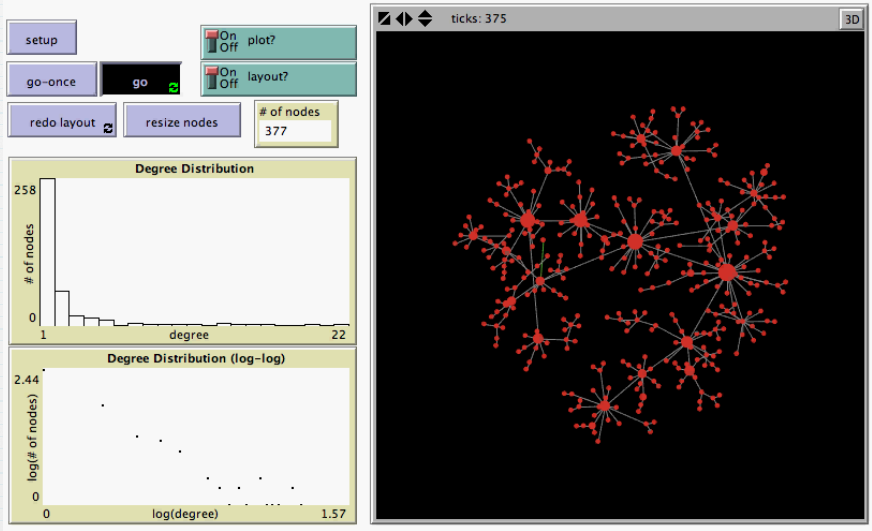 setup
On
Off
plot?
go-once
go
On
Off
layout?
redo layout
resize nodes
# of nodes
377
Degree Distribution
258
# of nodes
0
1
degree
22
Degree Distribution (log-log)
2.44
log(# of nodes)
0
0
log(degree)
1.57
ticks: 375
3D